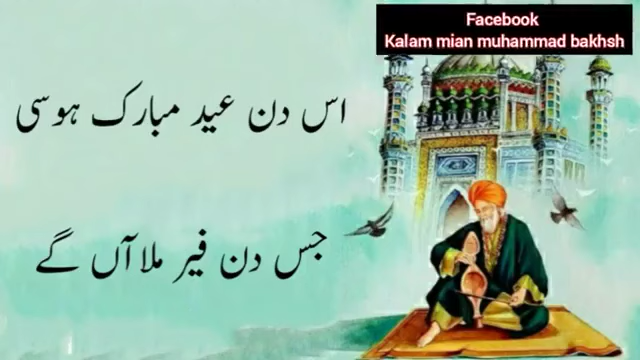 Facebook
Kalam mian muhammad bakhsh
اس دن عید مبارک ہوسی
جس دن فیر ملاآں گے